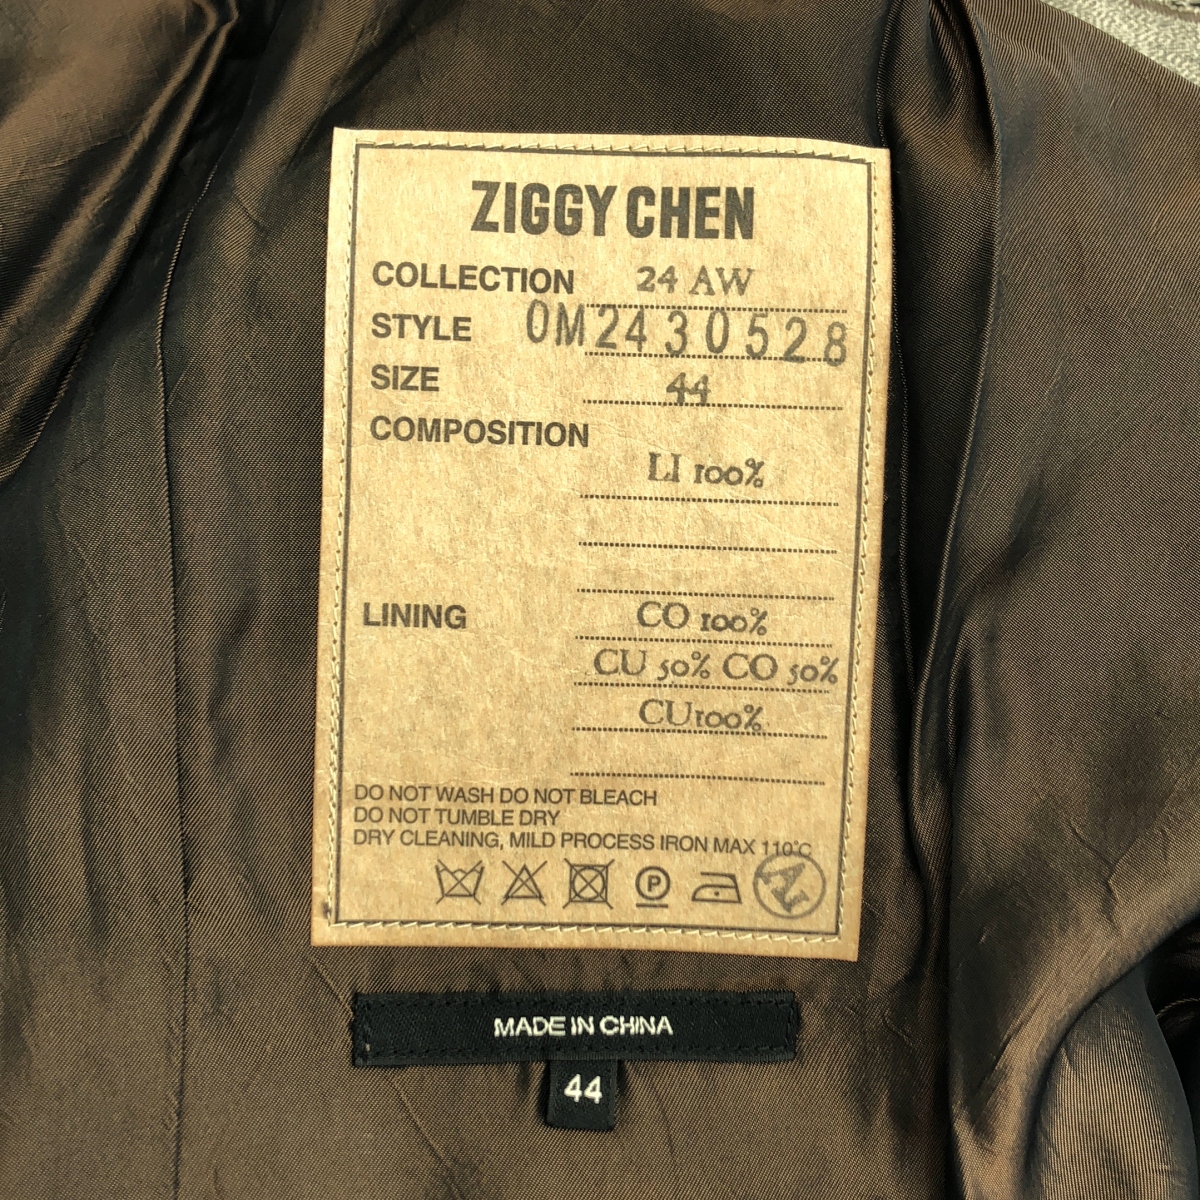 ZIGGY CHEN
COLLECTION 24 AW
STYLE 0M2430528
SIZE 44
COMPOSITION
LI 100%
LINING CO 100%
CU 50% CO 50%
CU100%
DO NOT WASH DO NOT BLEACH
DO NOT TUMBLE DRY
DRY CLEANING, MILD PROCESS IRON MAX 110°C
P
MADE IN CHINA
44